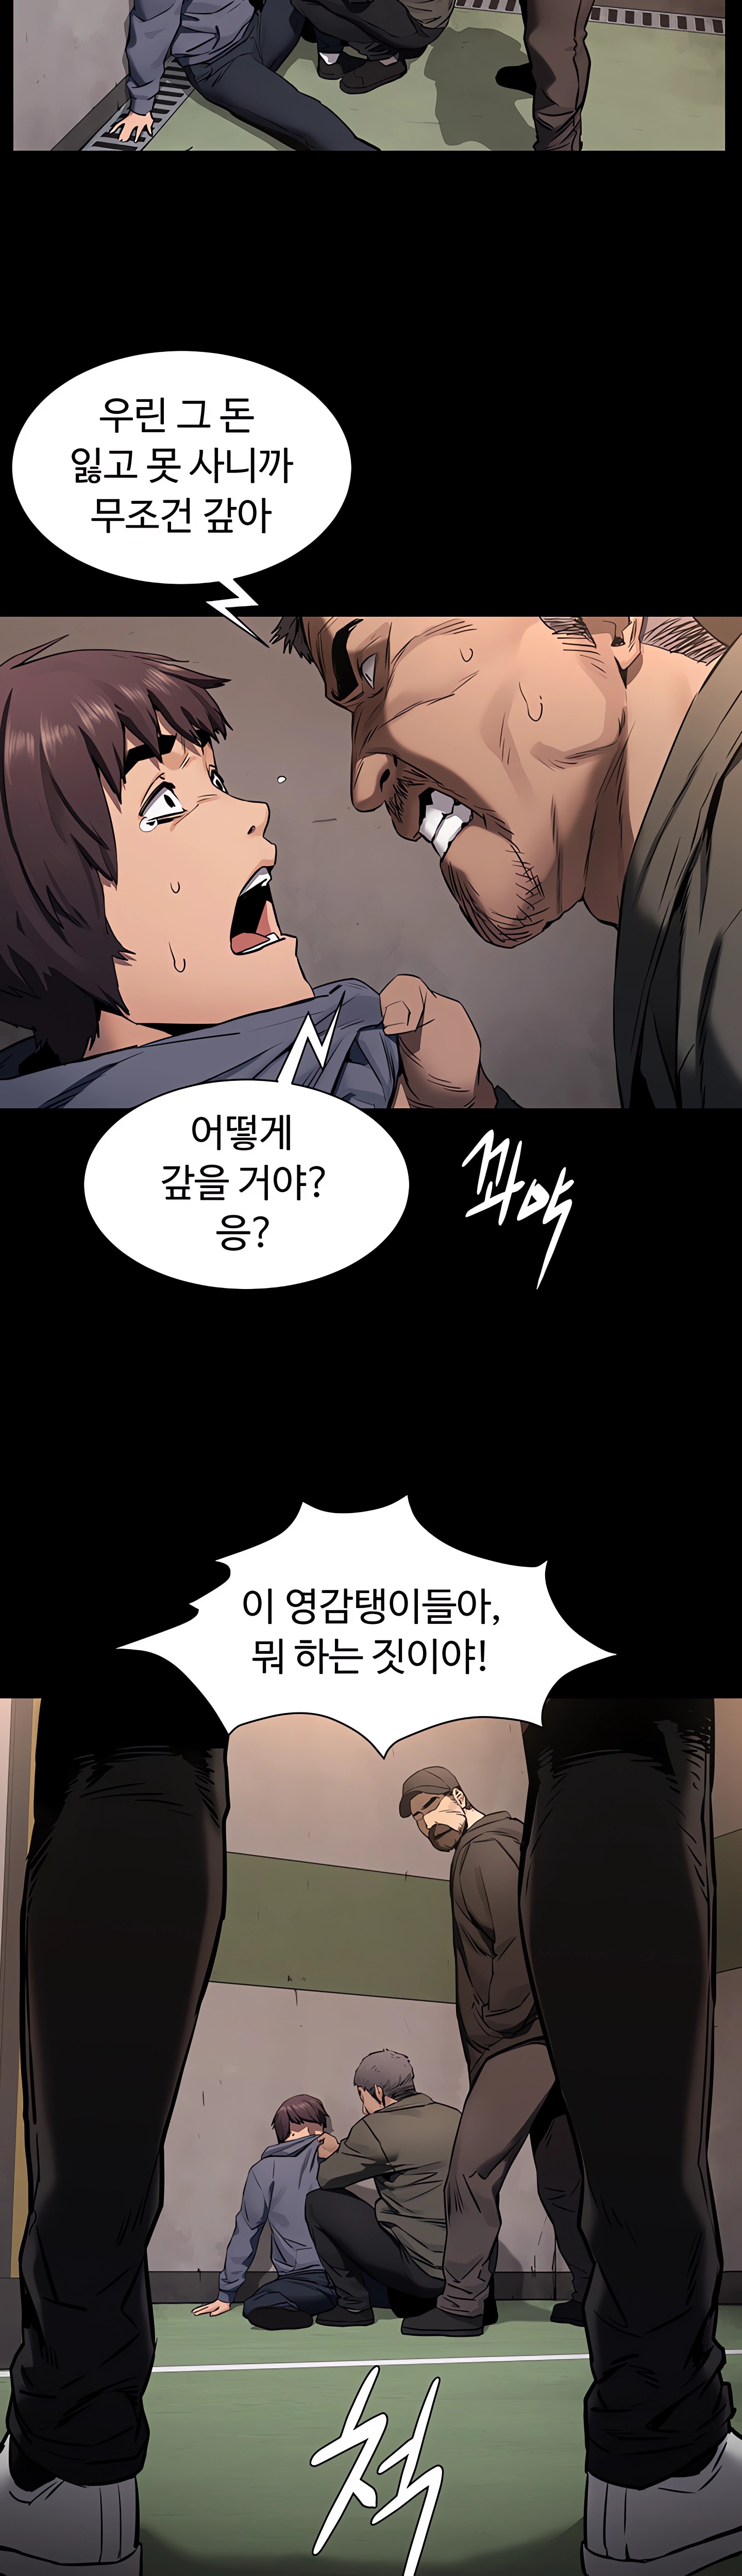 우린 그 돈
잃고 못 사니까
무조건 갚아
어떻게
갚을 거야?
응?
꽈악
이 영감탱이들아,
뭐 하는 짓이야!
척